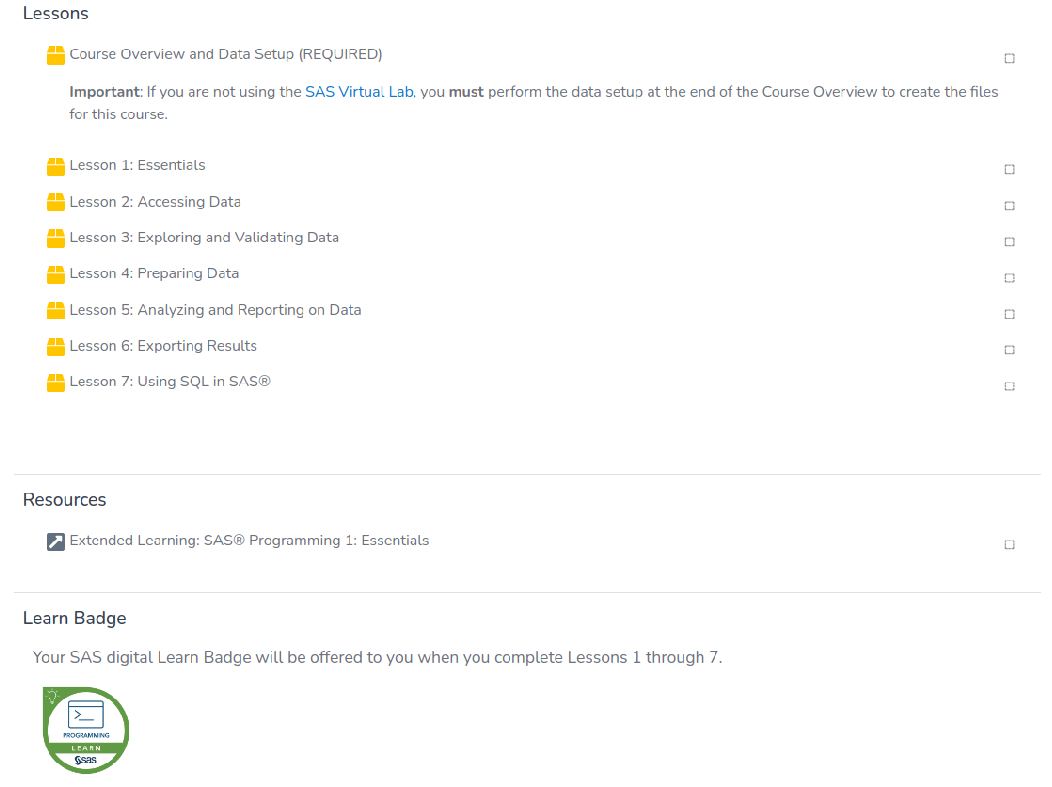 Lessons
Course Overview and Data Setup (REQUIRED)
Important: If you are not using the SAS Virtual Lab, you must perform the data setup at the end of the Course Overview to create the files
for this course.
Lesson 1: Essentials
Lesson 2: Accessing Data
Lesson 3: Exploring and Validating Data
Lesson 4: Preparing Data
Lesson 5: Analyzing and Reporting on Data
Lesson 6: Exporting Results
Lesson 7: Using SQL in SAS®
Resources
Extended Learning: SAS® Programming 1: Essentials
Learn Badge
Your SAS digital Learn Badge will be offered to you when you complete Lessons 1 through 7.
PROGRAMMING
LEARN
sas